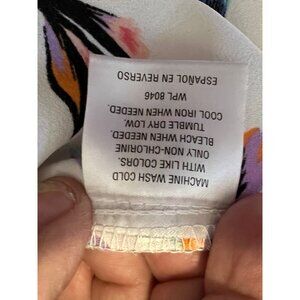 MACHINE WASH COLD
WITH LIKE COLORS.
ONLY NON-CHLORINE
BLEACH WHEN NEEDED.
TUMBLE DRY LOW.
COOL IRON WHEN NEEDED.
WPL 8046
ESPAÑOL EN REVERSO